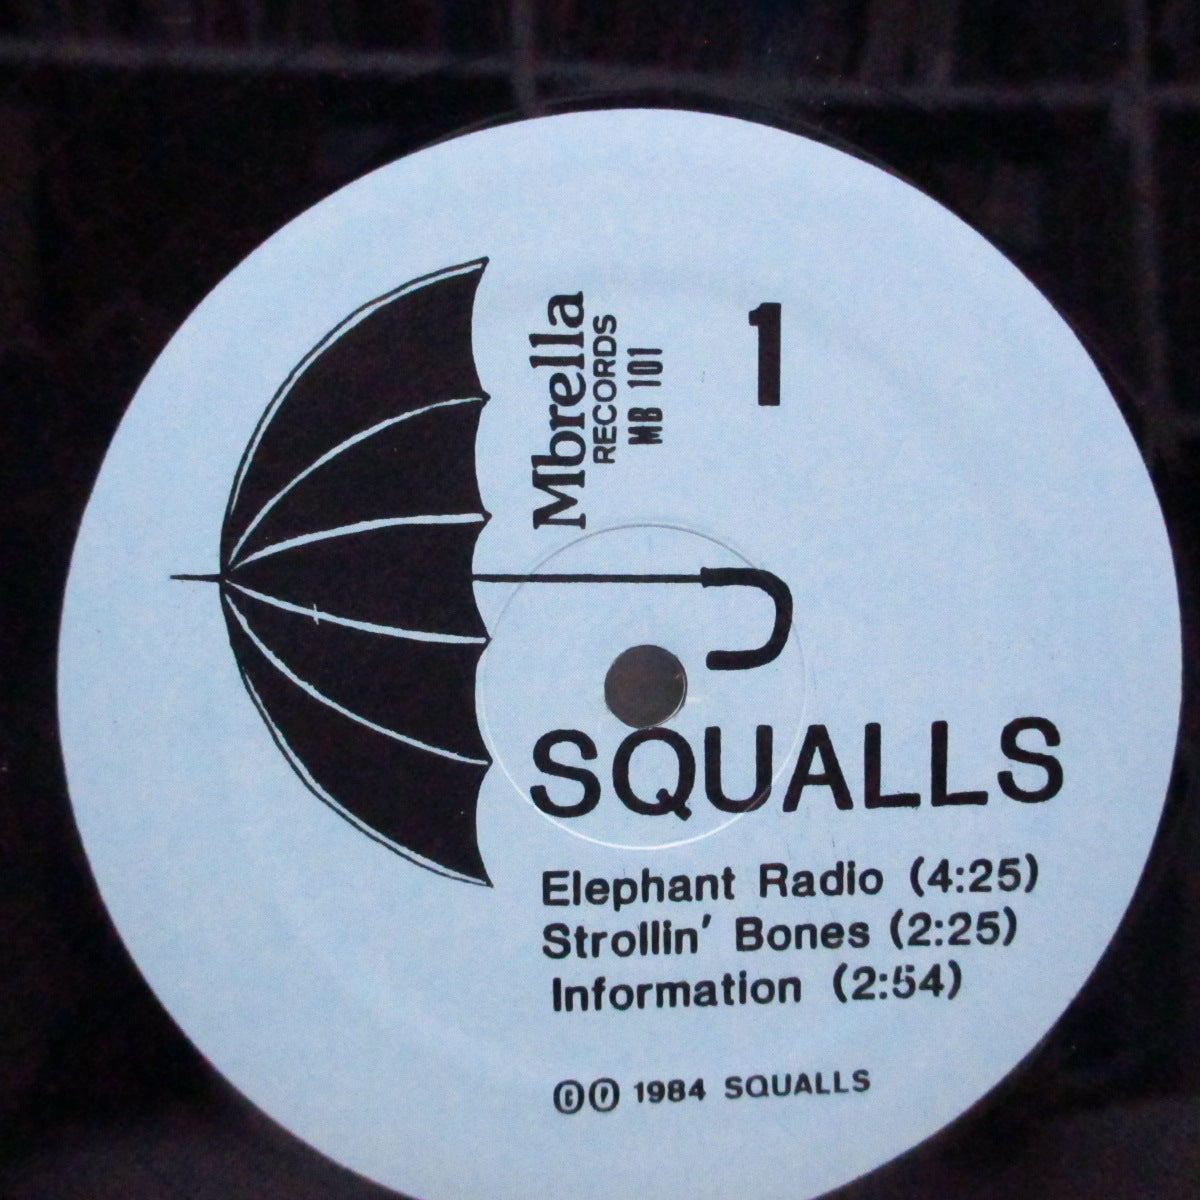 Mbrella
RECORDS
MB 101
1
SQUALLS
Elephant Radio (4:25)
Strollin' Bones (2:25)
Information (2:54)
©℗ 1984 SQUALLS